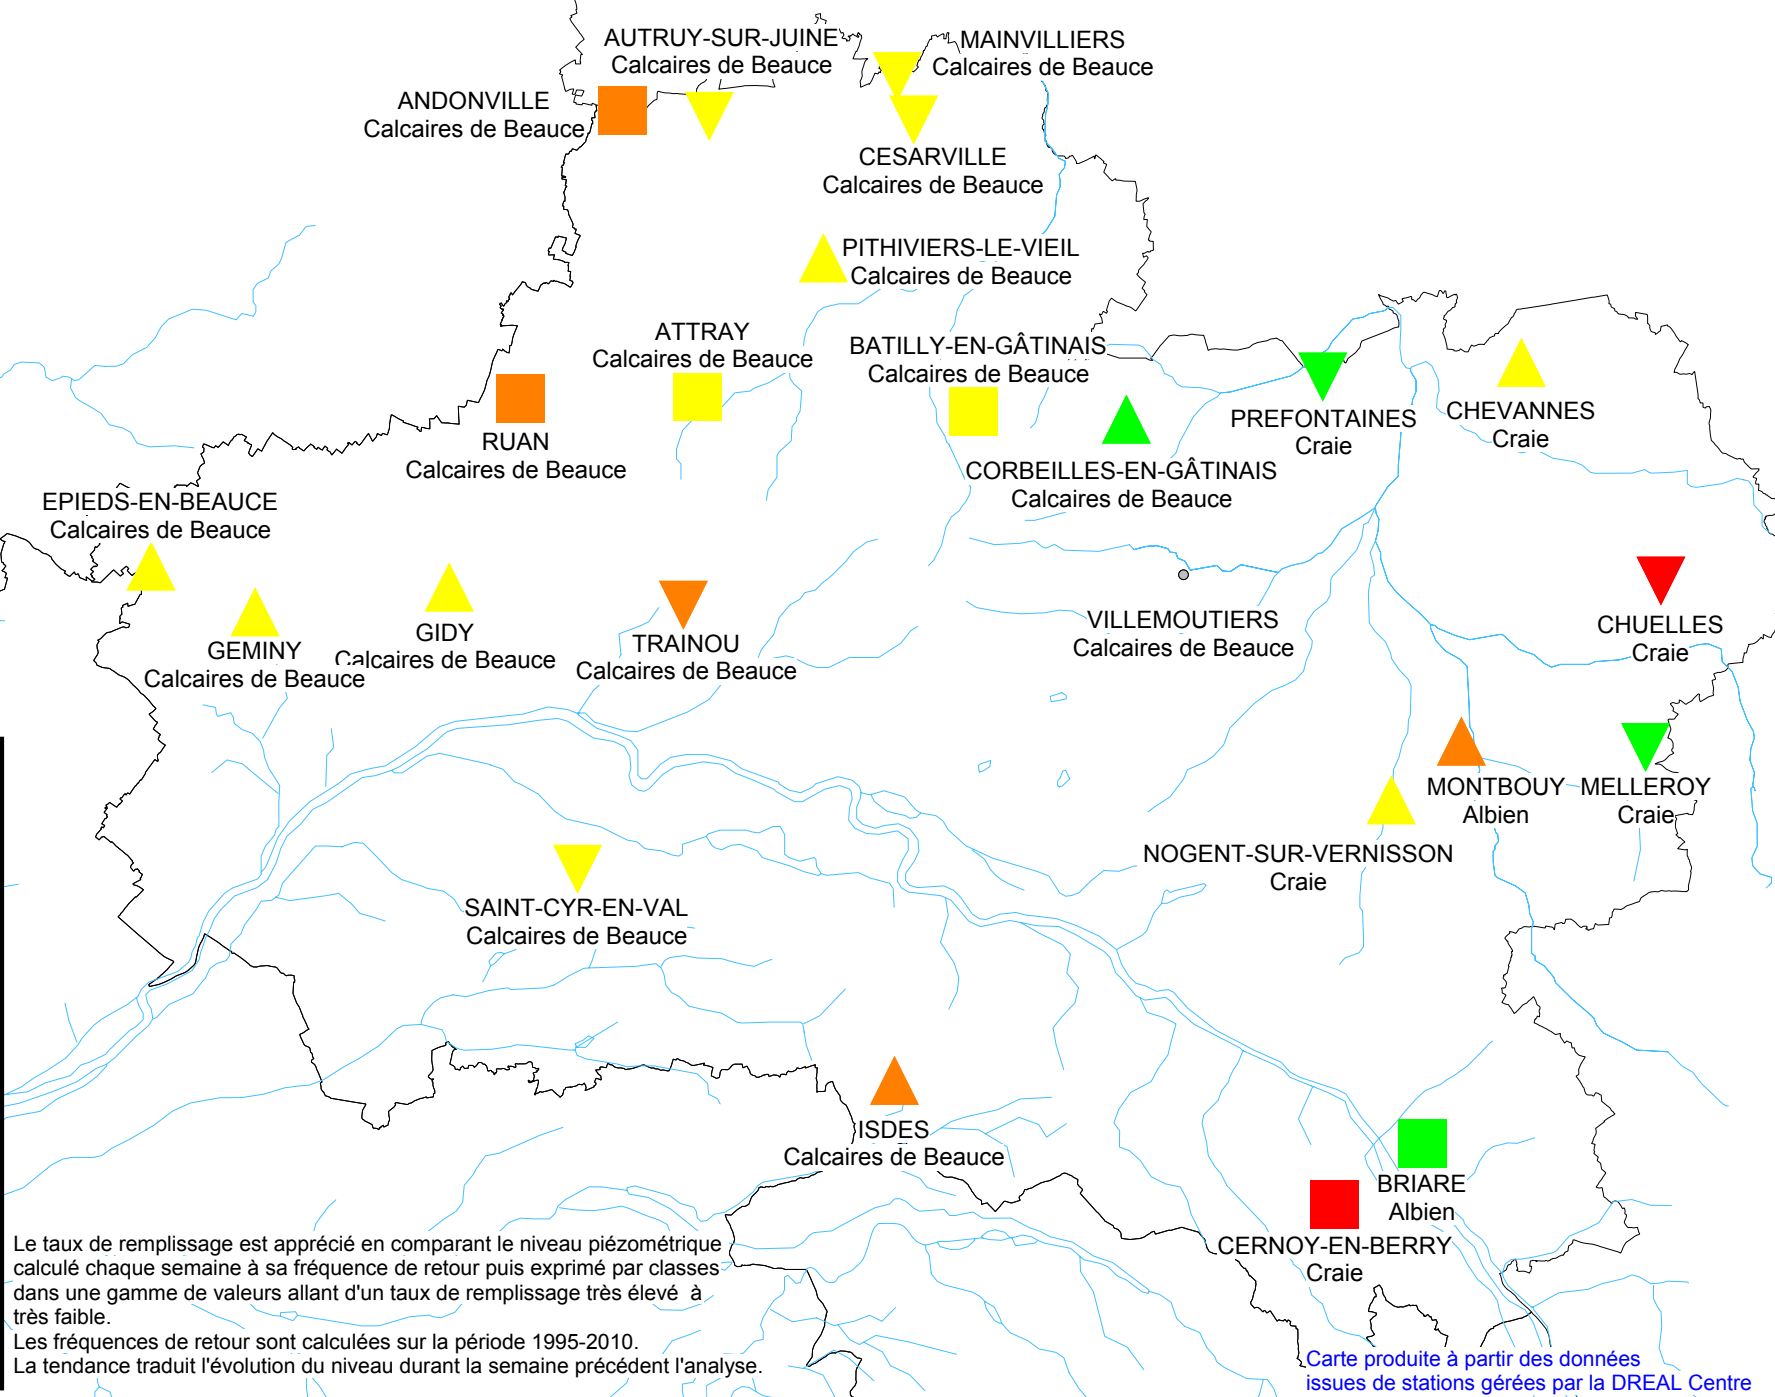 AUTRUY-SUR-JUINE
Calcaires de Beauce
MAINVILLIERS
Calcaires de Beauce
ANDONVILLE
Calcaires de Beauce
CESARVILLE
Calcaires de Beauce
PITHIVIERS-LE-VIEIL
Calcaires de Beauce
ATTRAY
Calcaires de Beauce
BATILLY-EN-GÂTINAIS
Calcaires de Beauce
RUAN
Calcaires de Beauce
CORBEILLES-EN-GÂTINAIS
Calcaires de Beauce
PREFONTAINES
Craie
CHEVANNES
Craie
EPIEDS-EN-BEAUCE
Calcaires de Beauce
GEMINY
Calcaires de Beauce
GIDY
Calcaires de Beauce
TRAINOU
Calcaires de Beauce
VILLEMOUTIERS
Calcaires de Beauce
CHUELLES
Craie
MONTBOUY
Albien
MELLEROY
Craie
NOGENT-SUR-VERNISSON
Craie
SAINT-CYR-EN-VAL
Calcaires de Beauce
ISDES
Calcaires de Beauce
BRIARE
Albien
CERNOY-EN-BERRY
Craie
Le taux de remplissage est apprécié en comparant le niveau piézométrique
calculé chaque semaine à sa fréquence de retour puis exprimé par classes
dans une gamme de valeurs allant d'un taux de remplissage très élevé à
très faible.
Les fréquences de retour sont calculées sur la période 1995-2010.
La tendance traduit l'évolution du niveau durant la semaine précédent l'analyse.
Carte produite à partir des données
issues de stations gérées par la DREAL Centre